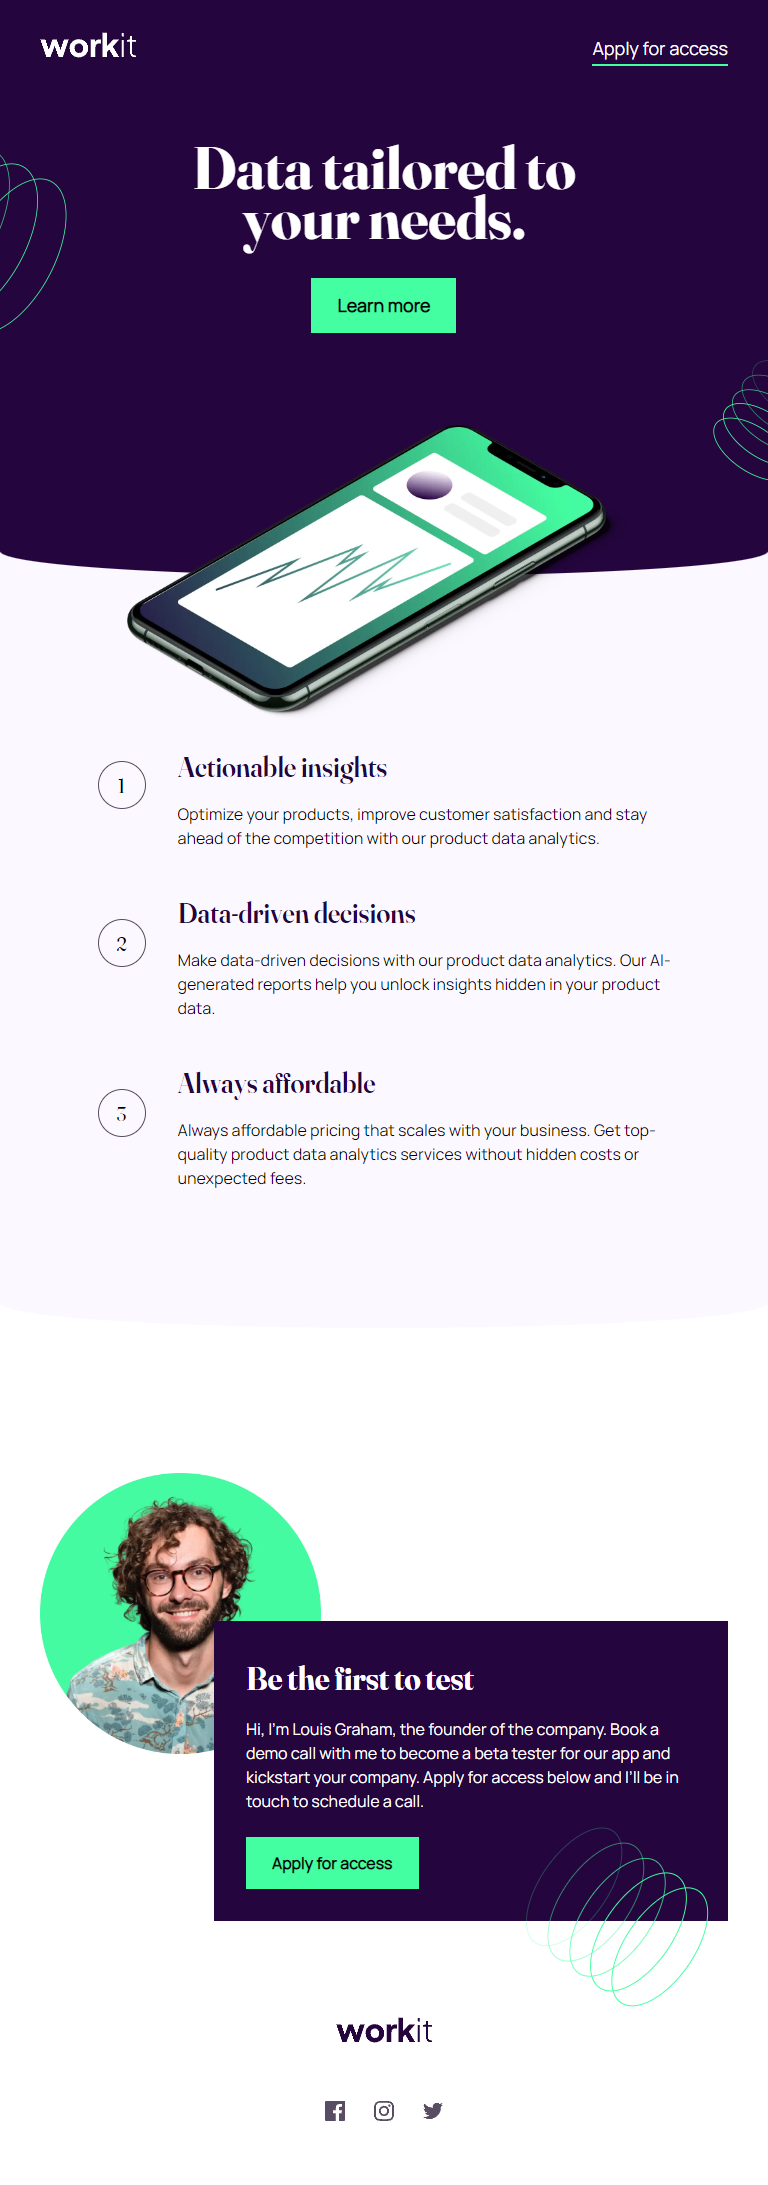 workit
Apply for access
Data tailored to
your needs.
Learn more
1
Actionable insights
Optimize your products, improve customer satisfaction and stay
ahead of the competition with our product data analytics.
2
Data-driven decisions
Make data-driven decisions with our product data analytics. Our AI-
generated reports help you unlock insights hidden in your product
data.
3
Always affordable
Always affordable pricing that scales with your business. Get top-
quality product data analytics services without hidden costs or
unexpected fees.
Be the first to test
Hi, I'm Louis Graham, the founder of the company. Book a
demo call with me to become a beta tester for our app and
kickstart your company. Apply for access below and I'll be in
touch to schedule a call.
Apply for access
workit